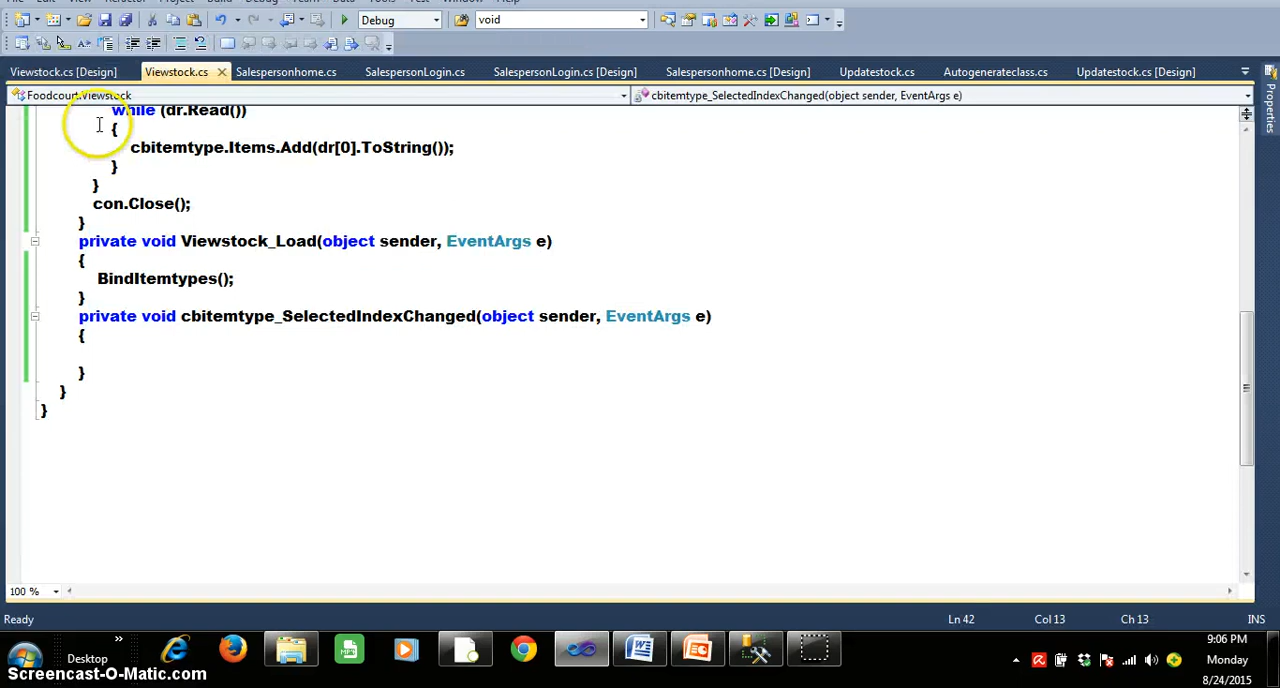 Debug
void
Viewstock.cs [Design] Viewstock.cs Salespersonhome.cs SalespersonLogin.cs SalespersonLogin.cs [Design] Salespersonhome.cs [Design] Updatestock.cs Autogenerateclass.cs Updatestock.cs [Design]
Foodcourt.Viewstock cbitemtype_SelectedIndexChanged(object sender, EventArgs e)
Properties
while (dr.Read())
{
cbitemtype.Items.Add(dr[0].ToString());
}
}
con.Close();
}
private void Viewstock_Load(object sender, EventArgs e)
{
BindItemtypes();
}
private void cbitemtype_SelectedIndexChanged(object sender, EventArgs e)
{
}
}
}
100 %
Ready Ln 42 Col 13 Ch 13 INS
Desktop
9:06 PM
Monday
8/24/2015
Screencast-O-Matic.com